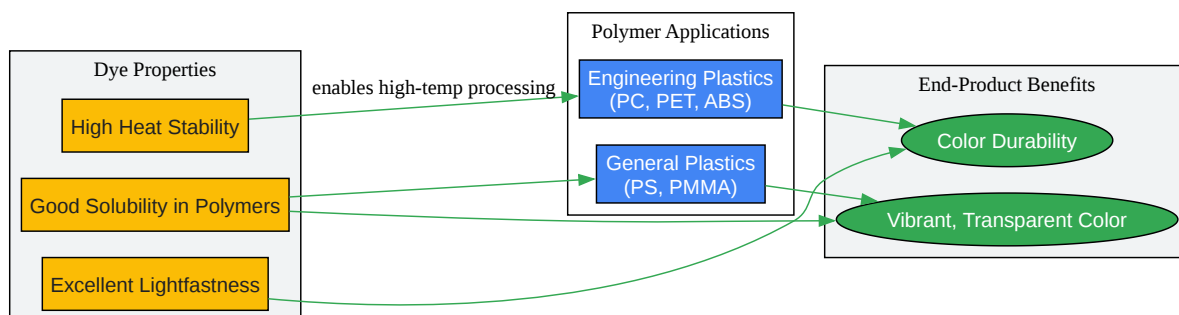 Dye Properties
High Heat Stability
Good Solubility in Polymers
Excellent Lightfastness
enables high-temp processing
Polymer Applications
Engineering Plastics
(PC, PET, ABS)
General Plastics
(PS, PMMA)
End-Product Benefits
Color Durability
Vibrant, Transparent Color